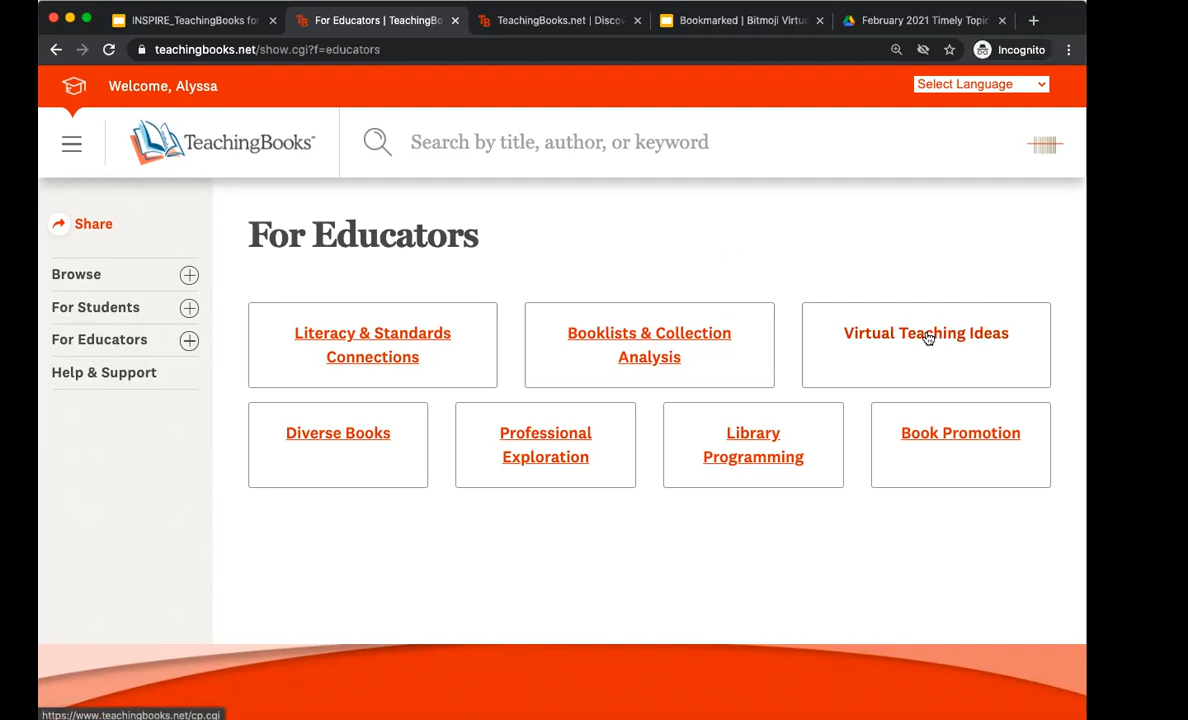 INSPIRE_TeachingBooks for
For Educators | TeachingBo
TeachingBooks.net | Discov
Bookmarked | Bitmoji Virtu
February 2021 Timely Topic
teachingbooks.net/show.cgi?f=educators
Incognito
Welcome, Alyssa
Select Language
TeachingBooks
Search by title, author, or keyword
Share
Browse
For Students
For Educators
Help & Support
For Educators
Literacy & Standards
Connections
Booklists & Collection
Analysis
Virtual Teaching Ideas
Diverse Books
Professional
Exploration
Library
Programming
Book Promotion
https://www.teachingbooks.net/cp.cgi